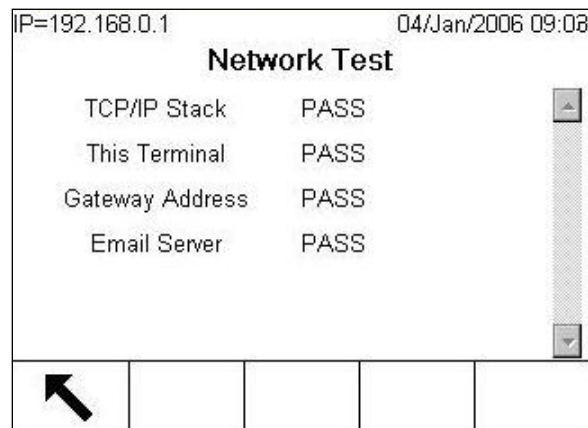 IP=192.168.0.1 04/Jan/2006 09:03
Network Test
TCP/IP Stack PASS
This Terminal PASS
Gateway Address PASS
Email Server PASS